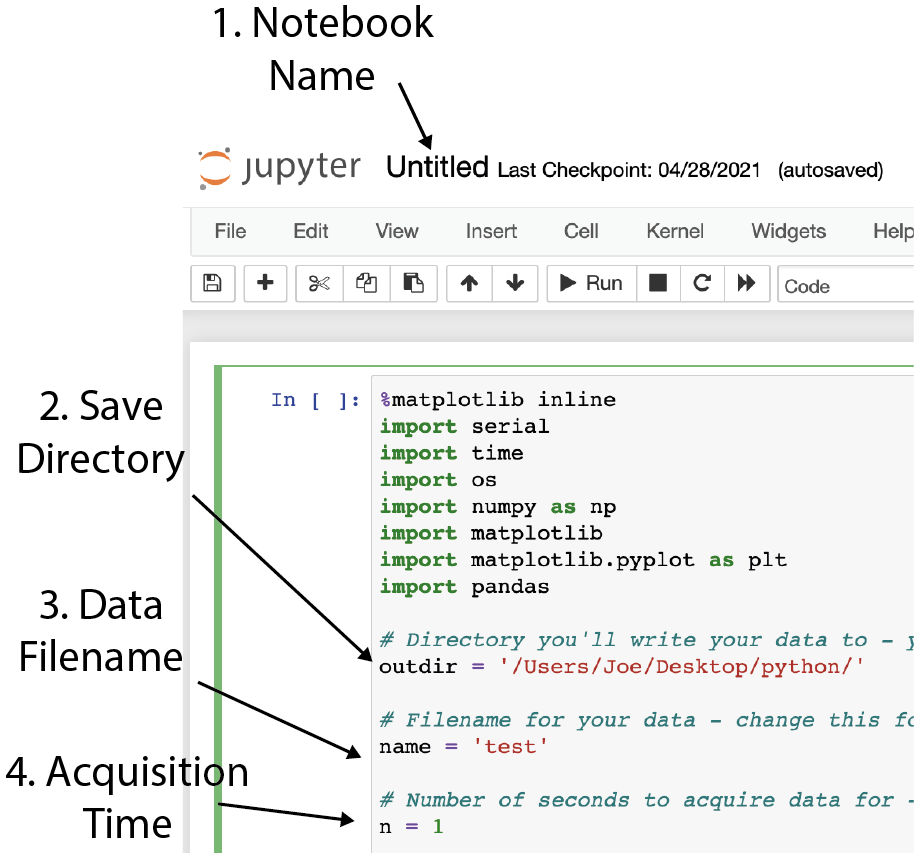 1. Notebook
Name
jupyter Untitled Last Checkpoint: 04/28/2021 (autosaved)
File Edit View Insert Cell Kernel Widgets Help
Run Code
2. Save
Directory
In [ ]: %matplotlib inline
import serial
import time
import os
import numpy as np
import matplotlib
import matplotlib.pyplot as plt
import pandas
3. Data
Filename
# Directory you'll write your data to – y
outdir = '/Users/Joe/Desktop/python/'
# Filename for your data – change this fo
name = 'test'
4. Acquisition
Time
# Number of seconds to acquire data for –
n = 1